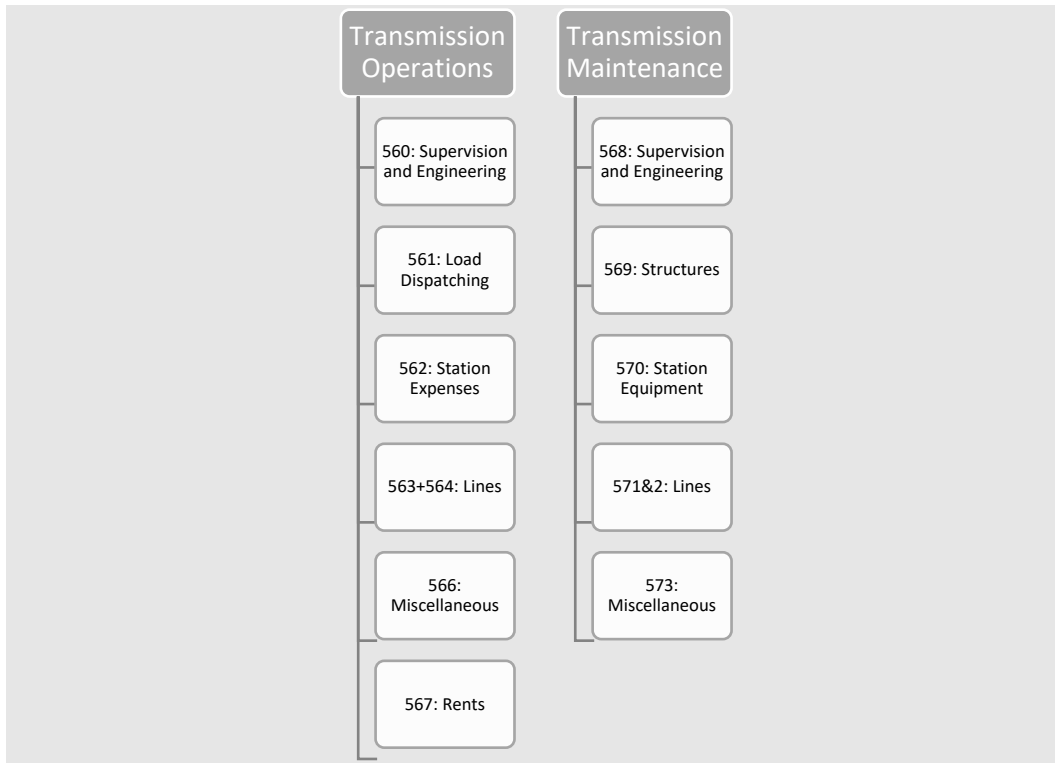 Transmission
Operations
560: Supervision
and Engineering
561: Load
Dispatching
562: Station
Expenses
563+564: Lines
566:
Miscellaneous
567: Rents
Transmission
Maintenance
568: Supervision
and Engineering
569: Structures
570: Station
Equipment
571&2: Lines
573:
Miscellaneous